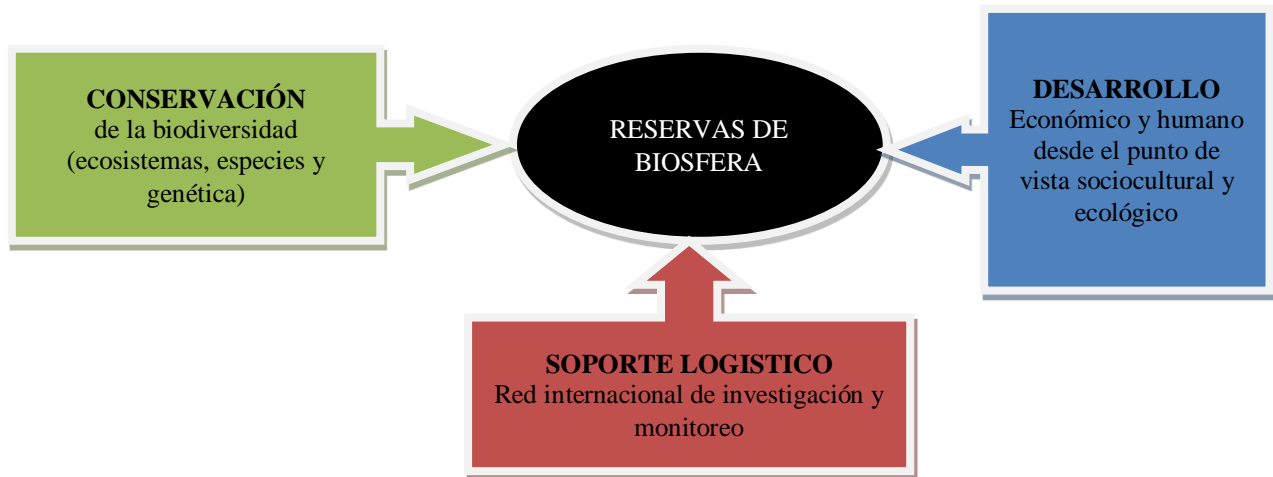 CONSERVACIÓN
de la biodiversidad
(ecosistemas, especies y
genética)
RESERVAS DE
BIOSFERA
DESARROLLO
Económico y humano
desde el punto de
vista sociocultural y
ecológico
SOPORTE LOGISTICO
Red internacional de investigación y
monitoreo